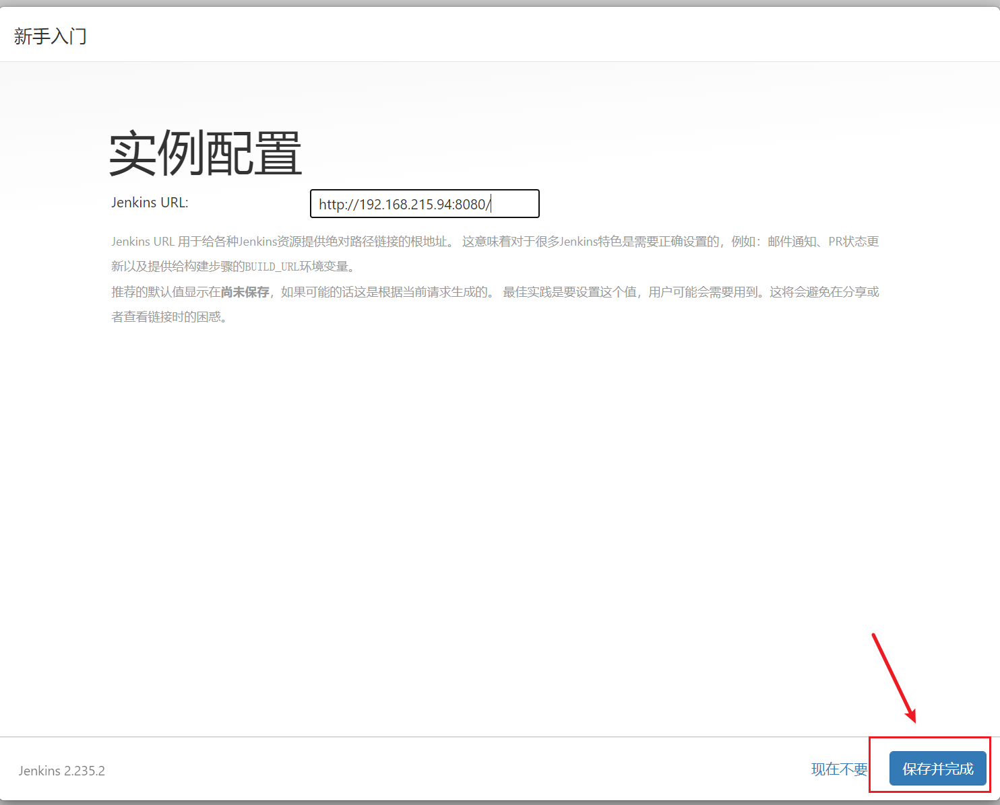 新手入门
实例配置
Jenkins URL:
http://192.168.215.94:8080/
Jenkins URL 用于给各种Jenkins资源提供绝对路径链接的根地址。 这意味着对于很多Jenkins特色是需要正确设置的，例如：邮件通知、PR状态更
新以及提供给构建步骤的BUILD_URL环境变量。
推荐的默认值显示在尚未保存，如果可能的话这是根据当前请求生成的。 最佳实践是要设置这个值，用户可能会需要用到。这将会避免在分享或
者查看链接时的困惑。
Jenkins 2.235.2
现在不要
保存并完成